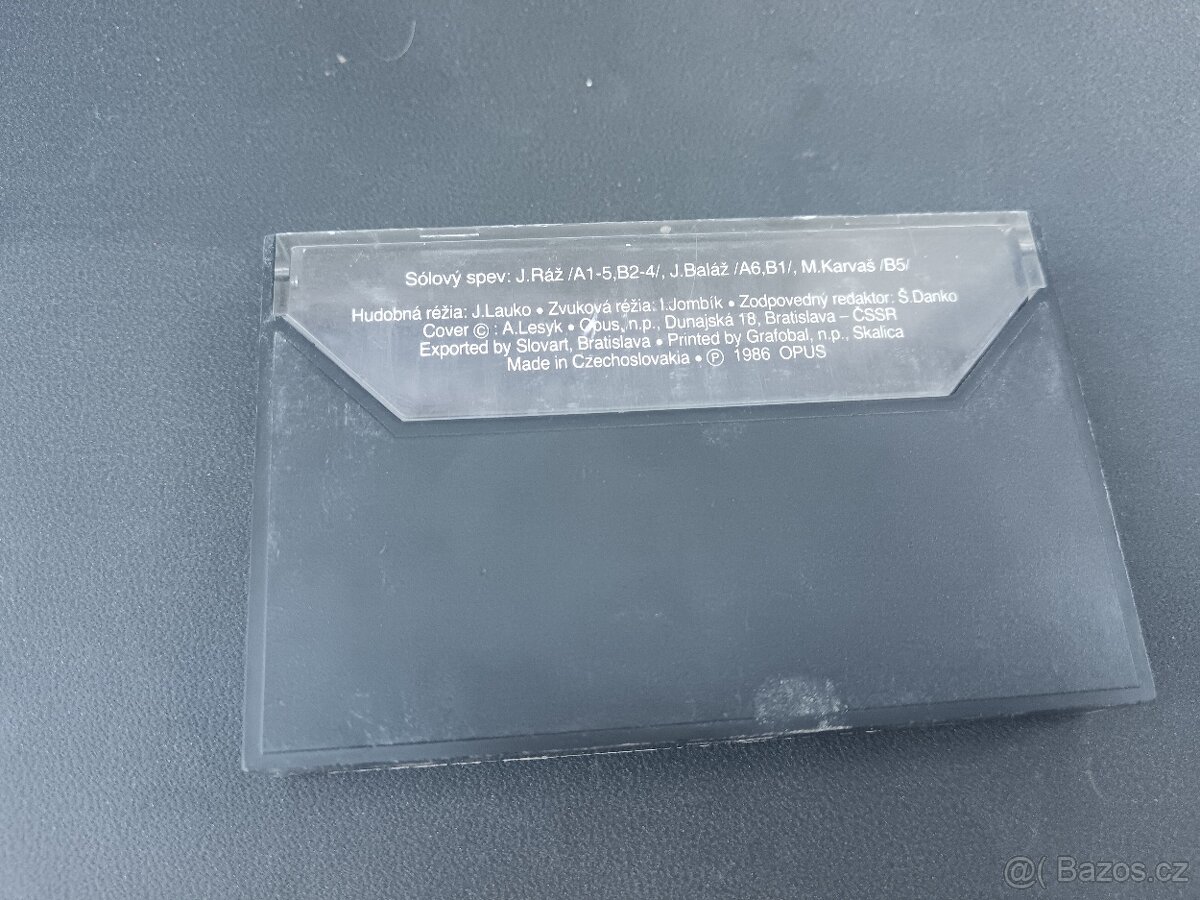 Sólový spev: J.Ráž /A1-5,B2-4/, J.Baláž /A6,B1/, M.Karvaš /B5/
Hudobná réžia: J.Lauko • Zvuková réžia: I.Jombík • Zodpovedný redaktor: Š.Danko
Cover © : A.Lesyk • Opus, n.p., Dunajská 18, Bratislava – ČSSR
Exported by Slovart, Bratislava • Printed by Grafobal, n.p., Skalica
Made in Czechoslovakia • ℗ 1986 OPUS
@( Bazos.cz